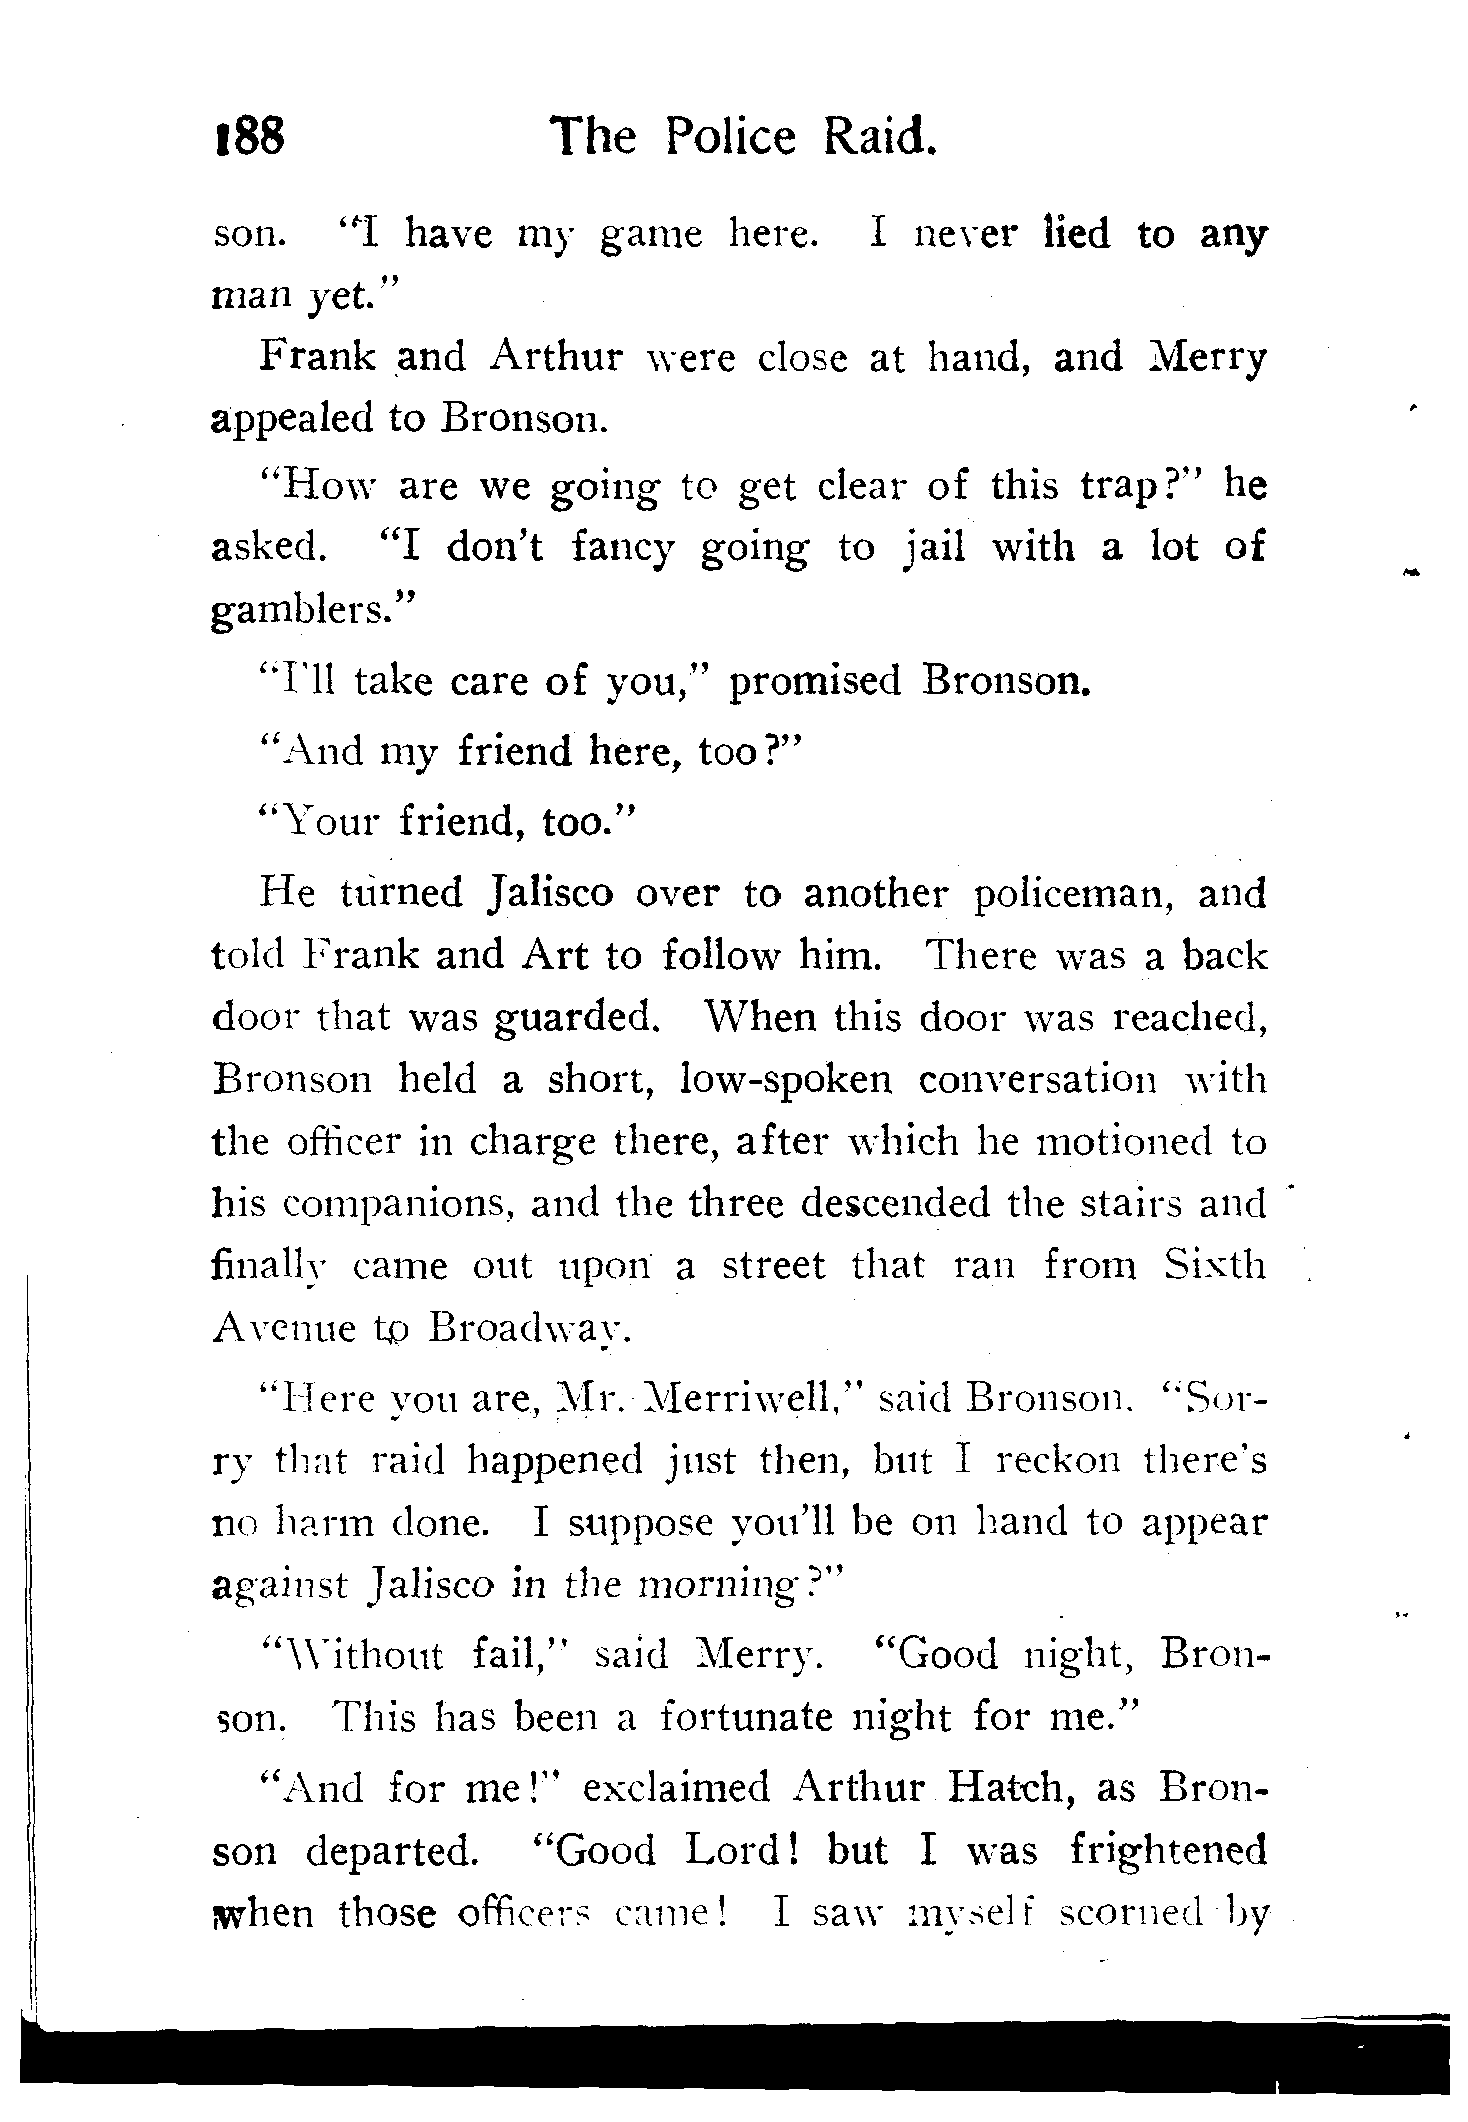 188 The Police Raid.
son. "I have my game here. I never lied to any
man yet."
Frank and Arthur were close at hand, and Merry
appealed to Bronson.
"How are we going to get clear of this trap?" he
asked. "I don't fancy going to jail with a lot of
gamblers."
"I'll take care of you," promised Bronson.
"And my friend here, too?"
"Your friend, too."
He turned Jalisco over to another policeman, and
told Frank and Art to follow him. There was a back
door that was guarded. When this door was reached,
Bronson held a short, low-spoken conversation with
the officer in charge there, after which he motioned to
his companions, and the three descended the stairs and
finally came out upon a street that ran from Sixth
Avenue to Broadway.
"Here you are, Mr. Merriwell," said Bronson. "Sor-
ry that raid happened just then, but I reckon there's
no harm done. I suppose you'll be on hand to appear
against Jalisco in the morning?"
"Without fail," said Merry. "Good night, Bron-
son. This has been a fortunate night for me."
"And for me!" exclaimed Arthur Hatch, as Bron-
son departed. "Good Lord! but I was frightened
when those officers came! I saw myself scorned by